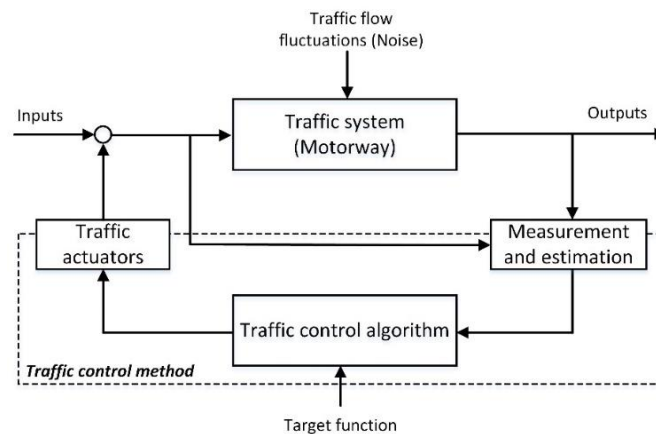 Traffic flow
fluctuations (Noise)
Inputs
Traffic system
(Motorway)
Outputs
Traffic
actuators
Measurement
and estimation
Traffic control algorithm
Traffic control method
Target function